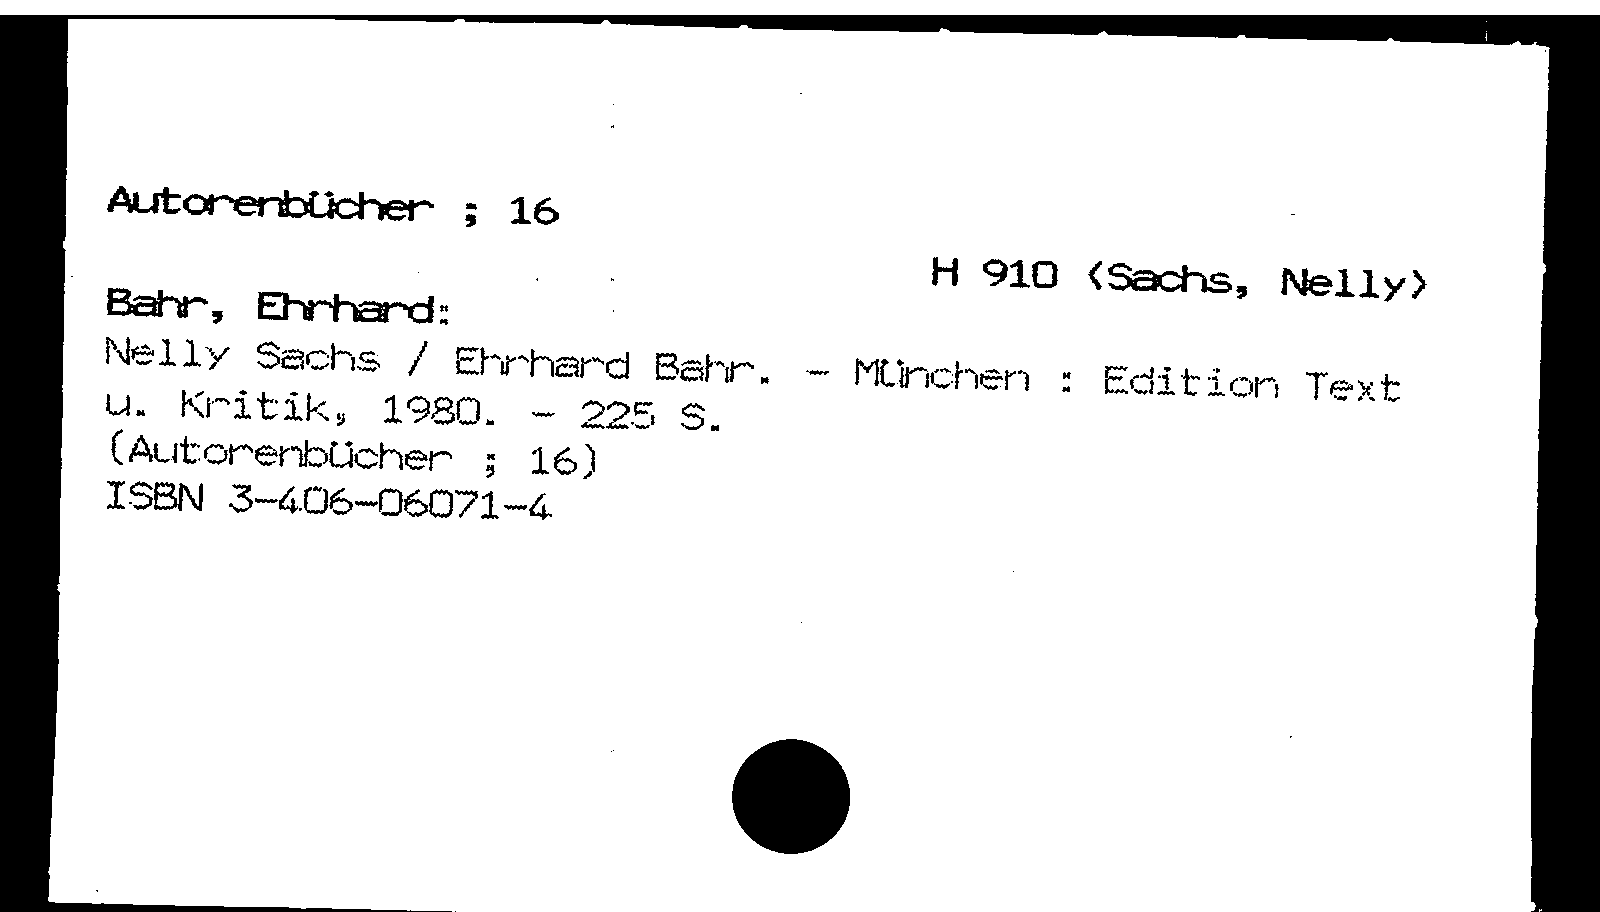 Autorenbücher ; 16
H 910 <Sachs, Nelly>
Bahr, Ehrhard:
Nelly Sachs / Ehrhard Bahr. - München : Edition Text
u. Kritik, 1980. - 225 S.
(Autorenbücher ; 16)
ISBN 3-406-06071-4